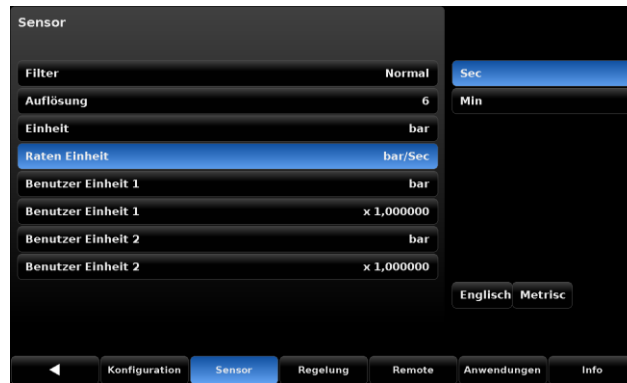 Sensor
Filter Normal
Auflösung 6
Einheit bar
Raten Einheit bar/Sec
Benutzer Einheit 1 bar
Benutzer Einheit 1 x 1,000000
Benutzer Einheit 2 bar
Benutzer Einheit 2 x 1,000000
Sec
Min
Englisch Metrisc
Konfiguration Sensor Regelung Remote Anwendungen Info